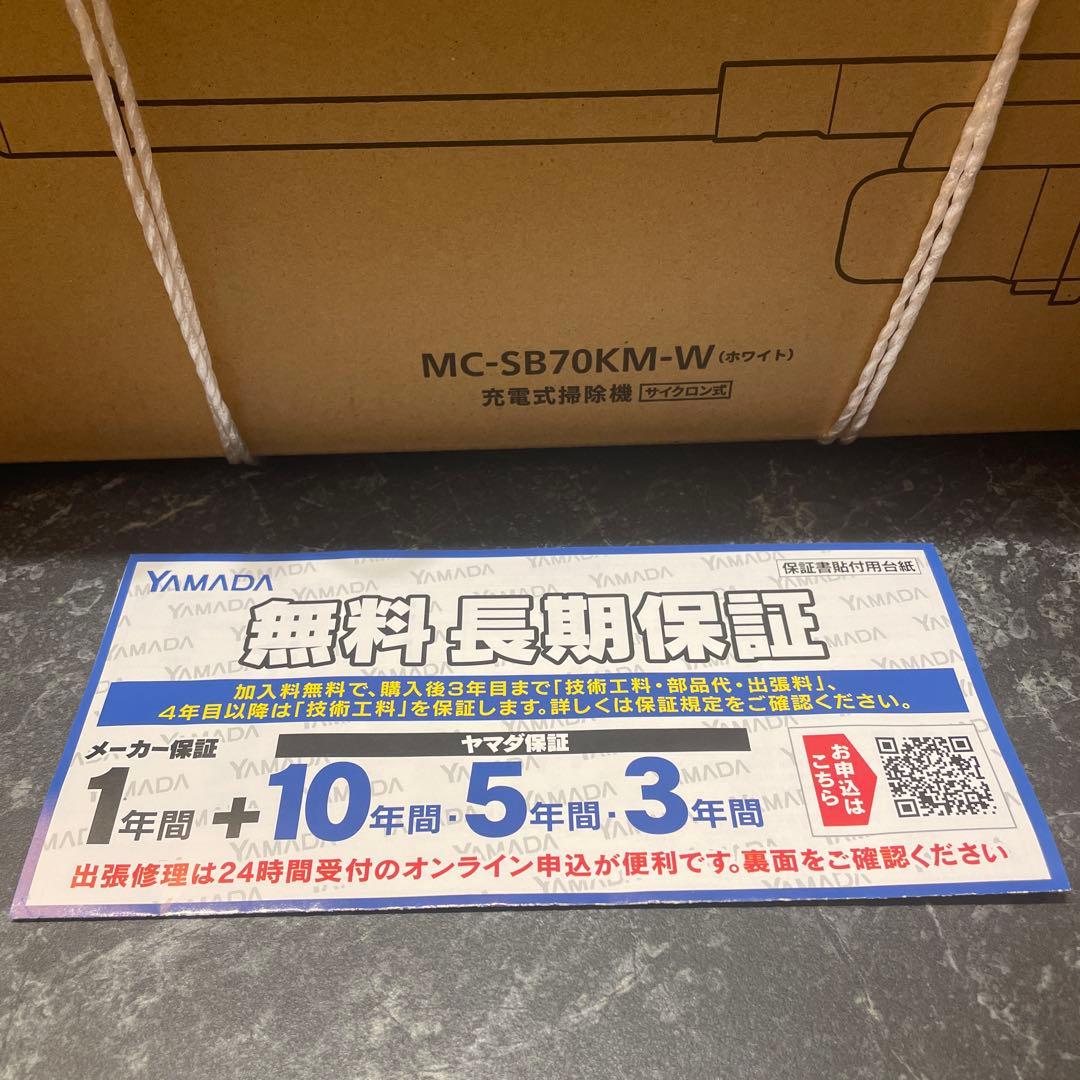 MC-SB70KM-W(ホワイト)
充電式掃除機 サイクロン式
YAMADA
保証書貼付用台紙
無料長期保証
加入料無料で、購入後3年目まで「技術工料・部品代・出張料」、
4年目以降は「技術工料」を保証します。詳しくは保証規定をご確認ください。
メーカー保証
ヤマダ保証
1年間+10年間・5年間・3年間
お申込は
こちら
出張修理は24時間受付のオンライン申込が便利です。裏面をご確認ください